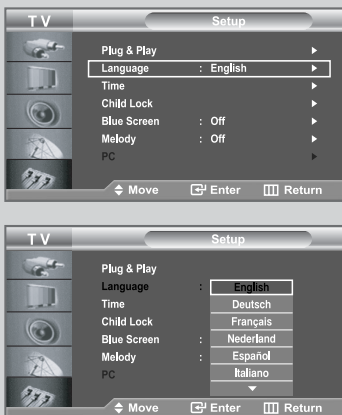 TV Setup
Plug & Play
Language : English
Time
Child Lock
Blue Screen : Off
Melody : Off
PC
Move Enter Return
TV Setup
Plug & Play
Language : English
Time Deutsch
Child Lock Français
Blue Screen : Nederland
Melody : Español
PC Italiano
Move Enter Return